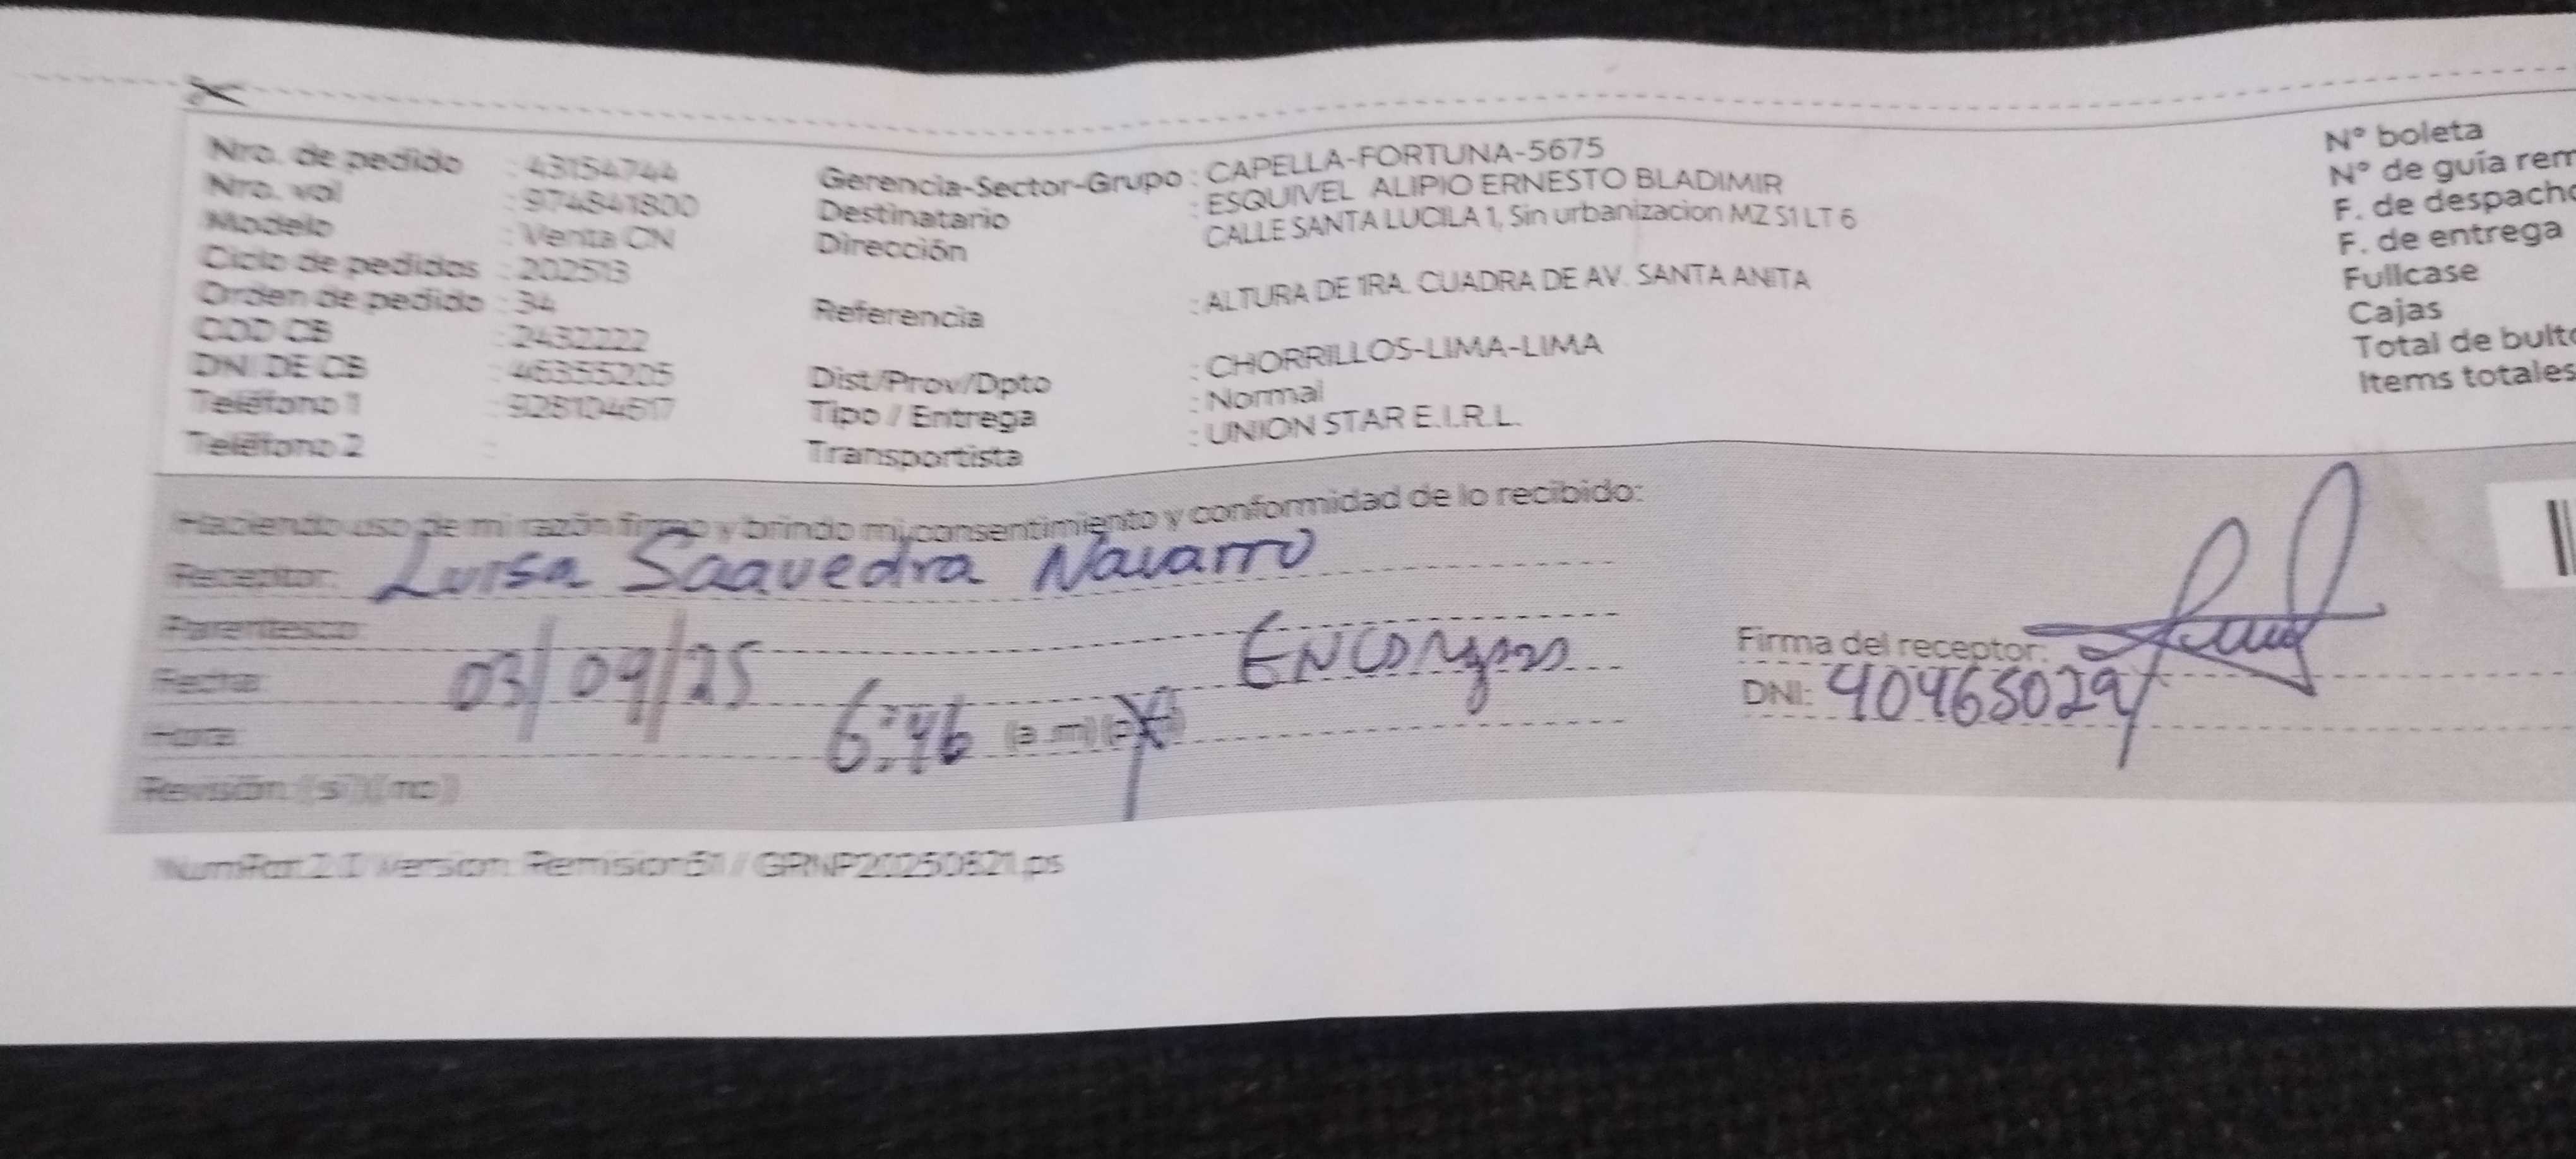 Nro. de pedido : 43154744
Nro. vol : 974841800
Modelo : Venta CN
Ciclo de pedidos : 202513
Orden de pedido : 34
COD CB : 2432222
DNI DE CB : 46355205
Teléfono 1 : 928104617
Teléfono 2 :
Gerencia-Sector-Grupo : CAPELLA-FORTUNA-5675
Destinatario : ESQUIVEL ALIPIO ERNESTO BLADIMIR
Dirección CALLE SANTA LUCILA 1, Sin urbanizacion MZ S1 LT 6
Referencia : ALTURA DE 1RA. CUADRA DE AV. SANTA ANITA
Dist/Prov/Dpto : CHORRILLOS-LIMA-LIMA
Tipo / Entrega : Normal
Transportista : UNION STAR E.I.R.L.
N° boleta
N° de guía rem
F. de despacho
F. de entrega
Fullcase
Cajas
Total de bulto
Items totales
Haciendo uso de mi razón firmo y brindo mi consentimiento y conformidad de lo recibido:
Receptor: Luisa Saavedra Navarro
Parentesco:
Fecha: 03/09/25
Hora: 6:46 (a.m) (p.m)
Revisión: (si) (no)
Firma del receptor:
DNI: 40465029
Version: Remision51 / GRNP20250821.ps